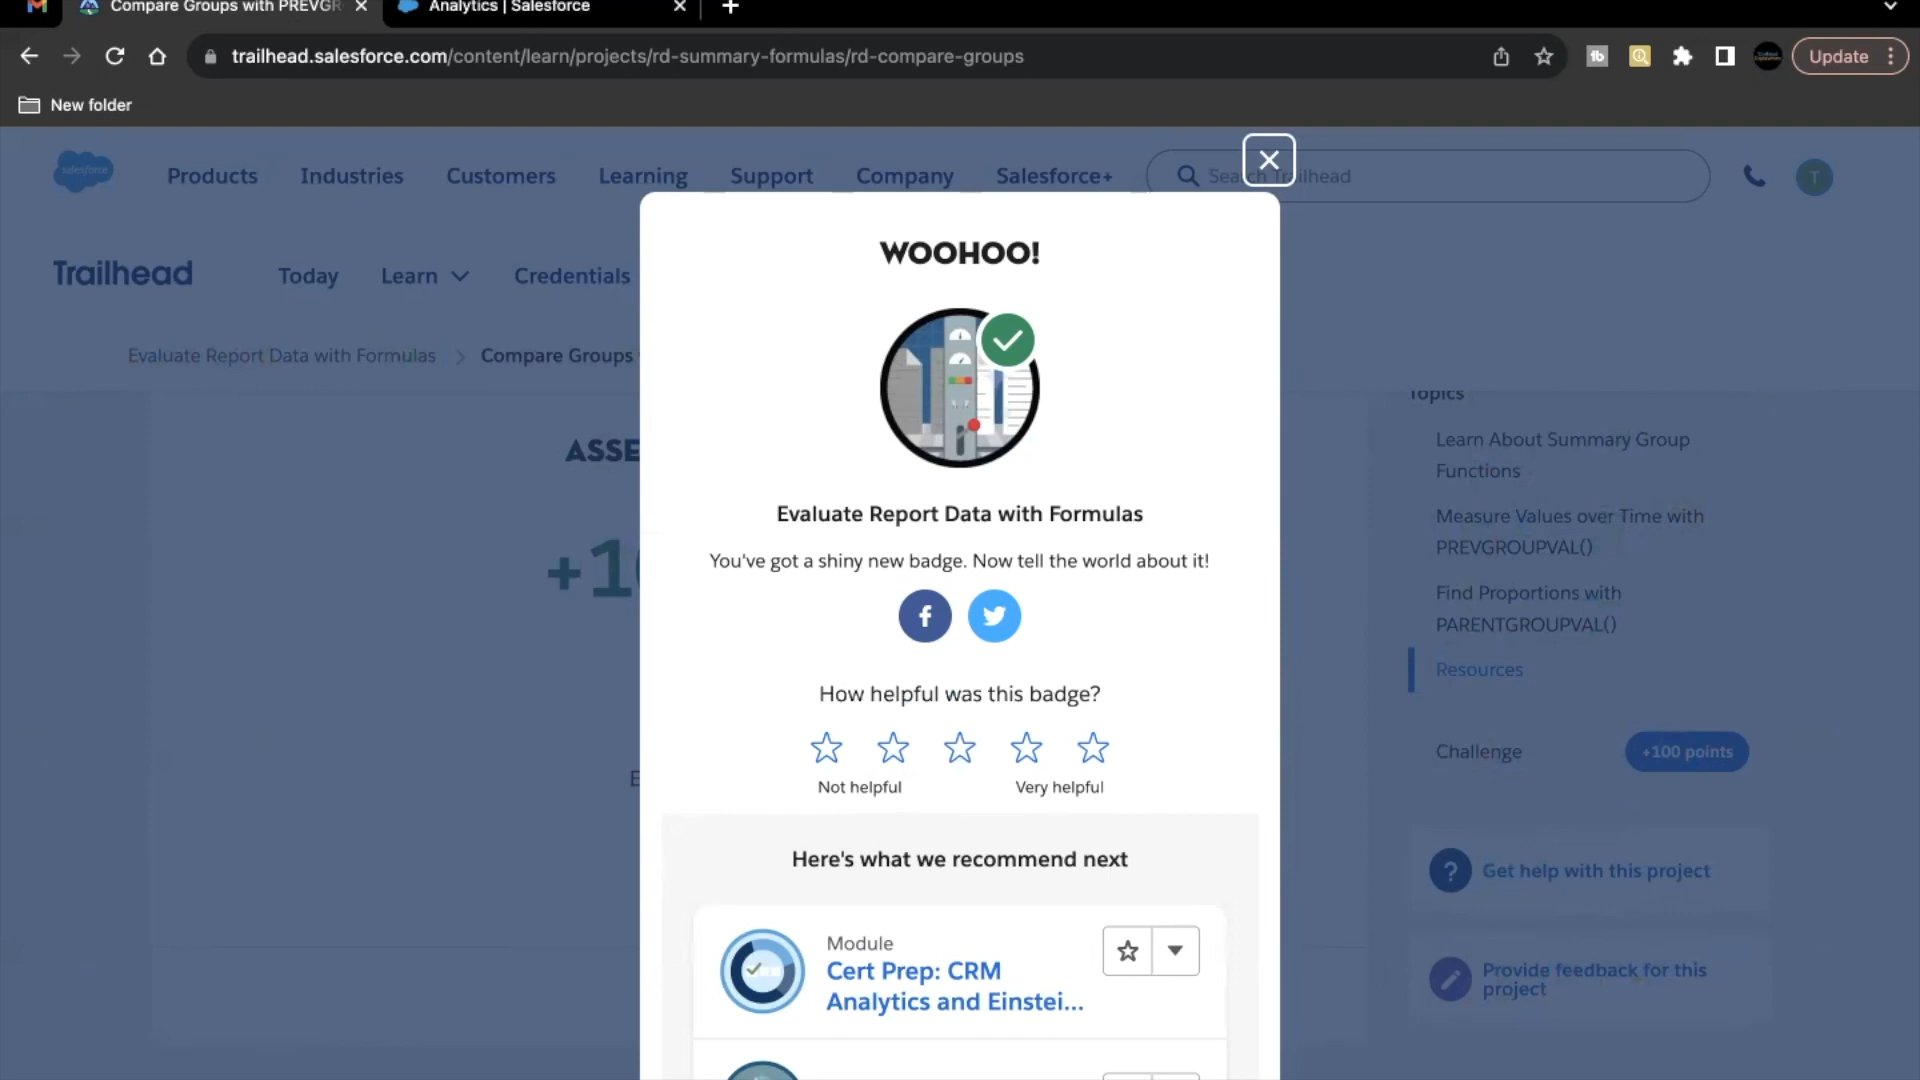 Compare Groups with PREVGR
Analytics | Salesforce
trailhead.salesforce.com/content/learn/projects/rd-summary-formulas/rd-compare-groups
Update
New folder
salesforce
Products
Industries
Customers
Learning
Support
Company
Salesforce+
Search Trailhead
T
Trailhead
Today
Learn
Credentials
Evaluate Report Data with Formulas
Compare Groups
ASSE
+10
E
WOOHOO!
Evaluate Report Data with Formulas
You've got a shiny new badge. Now tell the world about it!
How helpful was this badge?
Not helpful
Very helpful
Here's what we recommend next
Module
Cert Prep: CRM
Analytics and Einstei...
Topics
Learn About Summary Group
Functions
Measure Values over Time with
PREVGROUPVAL()
Find Proportions with
PARENTGROUPVAL()
Resources
Challenge
+100 points
Get help with this project
Provide feedback for this
project